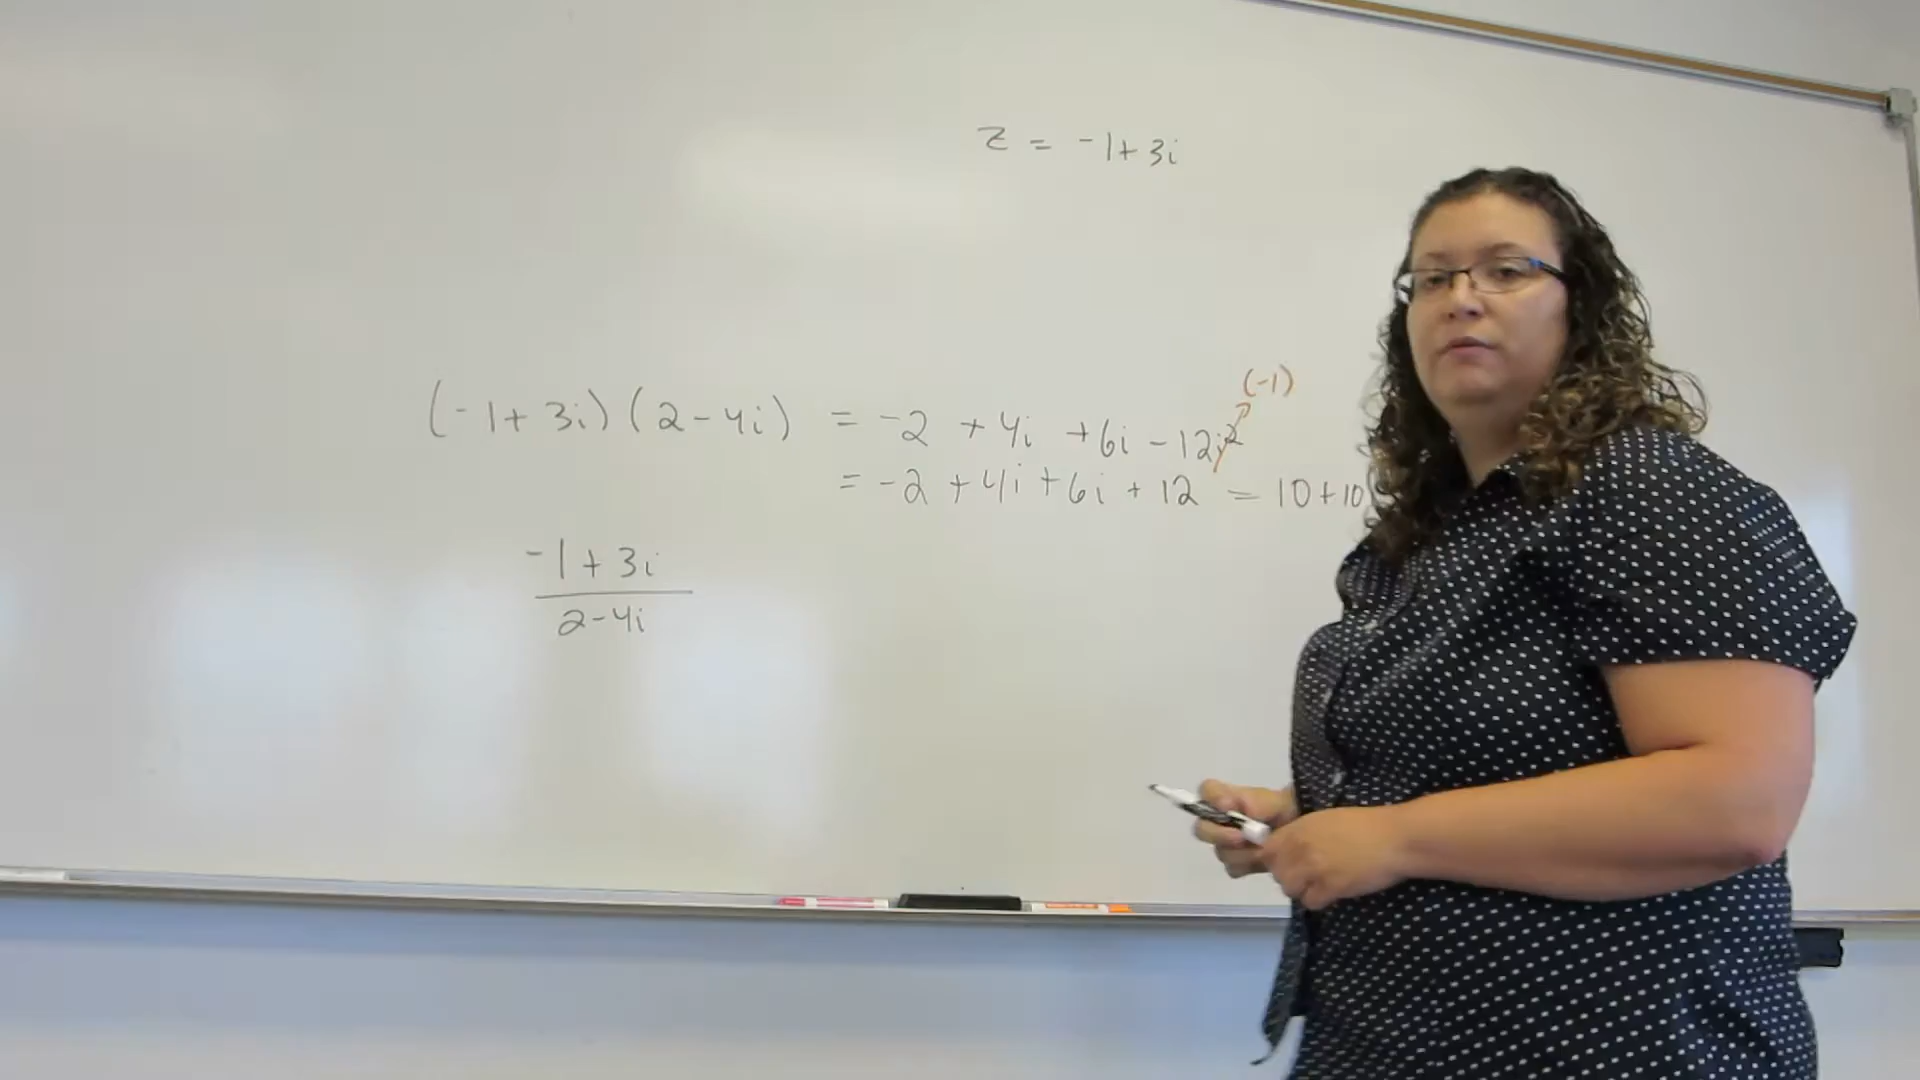 z = -1+3i
(-1)
(-1+3i)(2-4i) = -2 +4i +6i -12i²
= -2 +4i +6i +12 = 10+10
-1+3i
2-4i